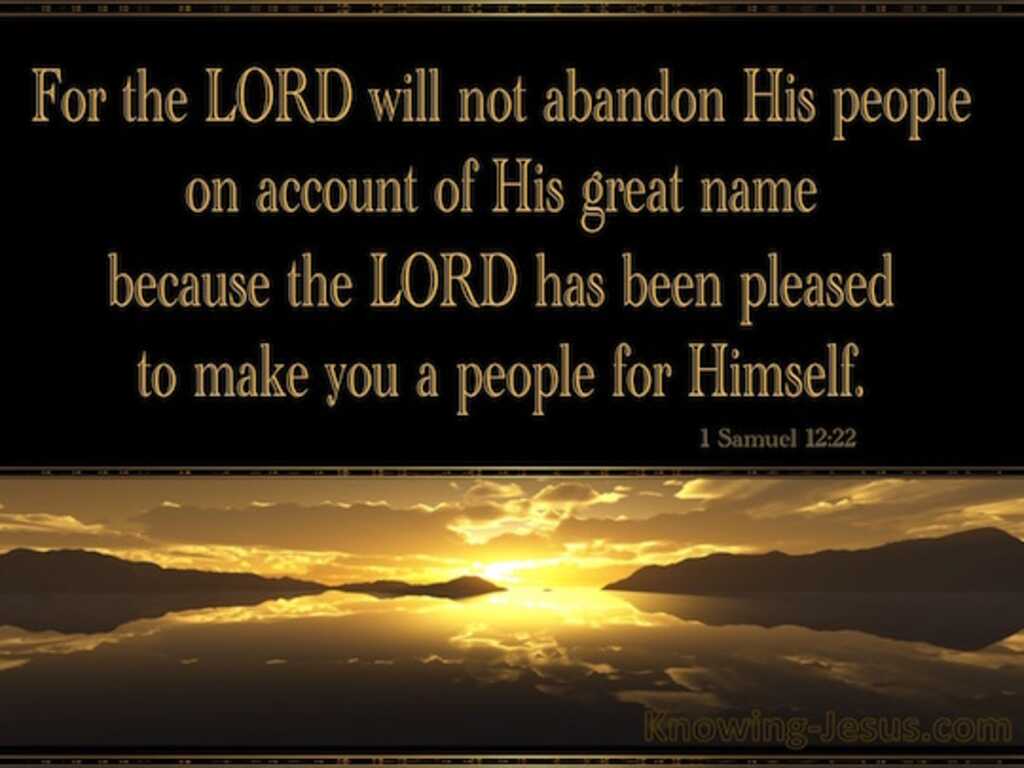 For the LORD will not abandon His people
on account of His great name
because the LORD has been pleased
to make you a people for Himself.
1 Samuel 12:22
Knowing-Jesus.com